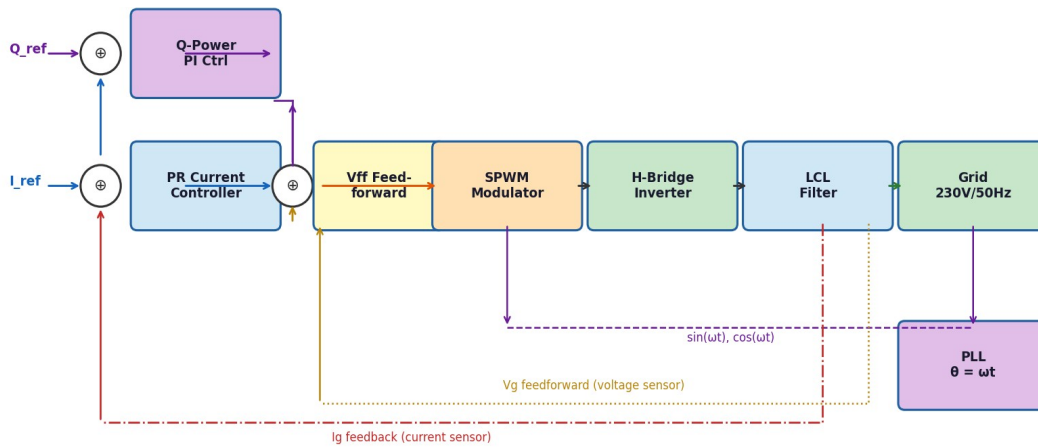 Q_ref
⊕
Q-Power
PI Ctrl
I_ref
⊕
PR Current
Controller
⊕
Vff Feed-
forward
SPWM
Modulator
H-Bridge
Inverter
LCL
Filter
Grid
230V/50Hz
sin(ωt), cos(ωt)
PLL
θ = ωt
Vg feedforward (voltage sensor)
Ig feedback (current sensor)